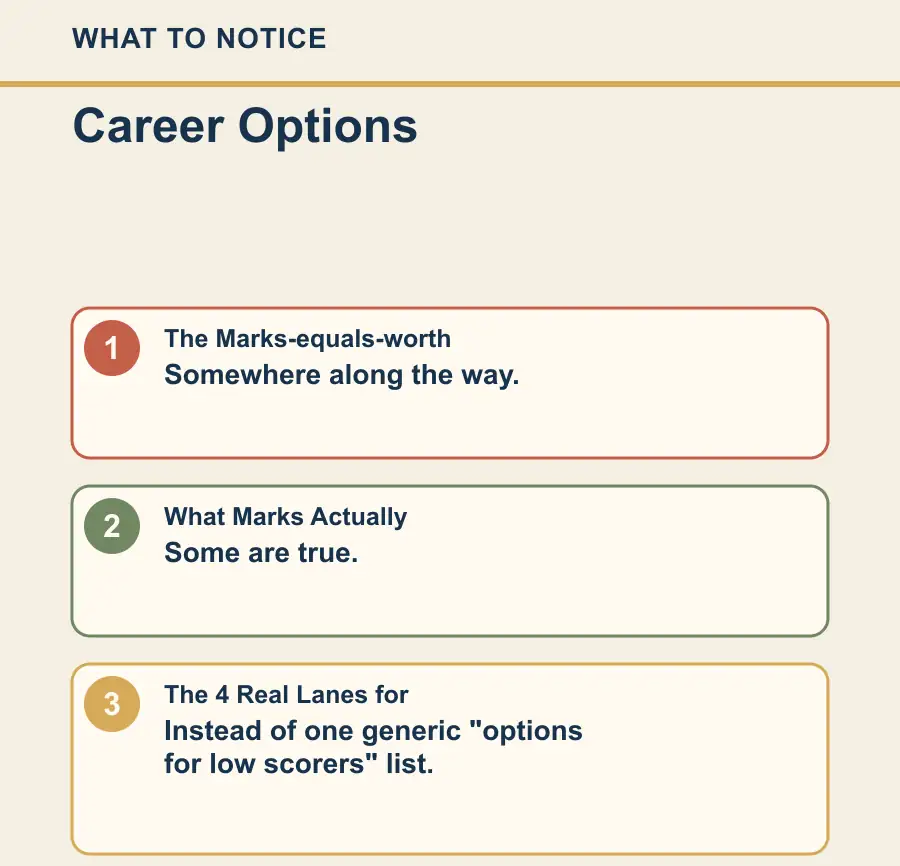 WHAT TO NOTICE
Career Options
1
The Marks-equals-worth
Somewhere along the way.
2
What Marks Actually
Some are true.
3
The 4 Real Lanes for
Instead of one generic "options
for low scorers" list.